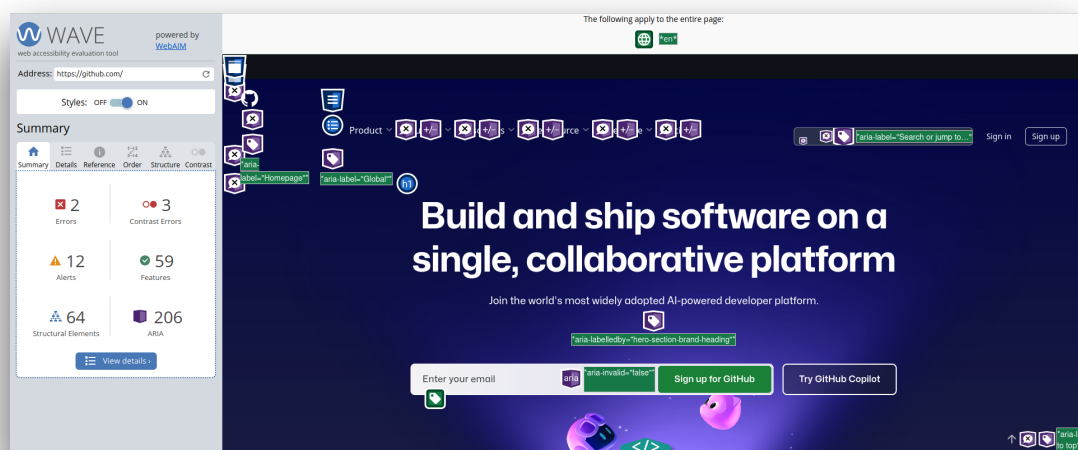 The following apply to the entire page:
*en*
WAVE
web accessibility evaluation tool
powered by
WebAIM
Address: https://github.com/
Styles: OFF ON
Summary
Summary Details Reference Order Structure Contrast
2
Errors
3
Contrast Errors
12
Alerts
59
Features
64
Structural Elements
206
ARIA
View details ›
*aria-
label="Homepage"*
Product
*aria-label="Global"*
*aria-label="Search or jump to…"
Sign in
Sign up
h1
Build and ship software on a
single, collaborative platform
Join the world's most widely adopted AI-powered developer platform.
*aria-labelledby="hero-section-brand-heading"*
Enter your email
aria
*aria-invalid="false"*
Sign up for GitHub
Try GitHub Copilot
</>
*aria-l
to top"